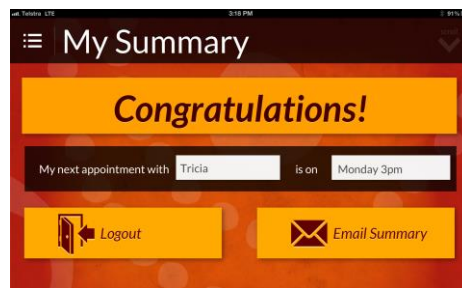 Telstra LTE 3:18 PM 91%
My Summary
Congratulations!
My next appointment with Tricia is on Monday 3pm
Logout Email Summary